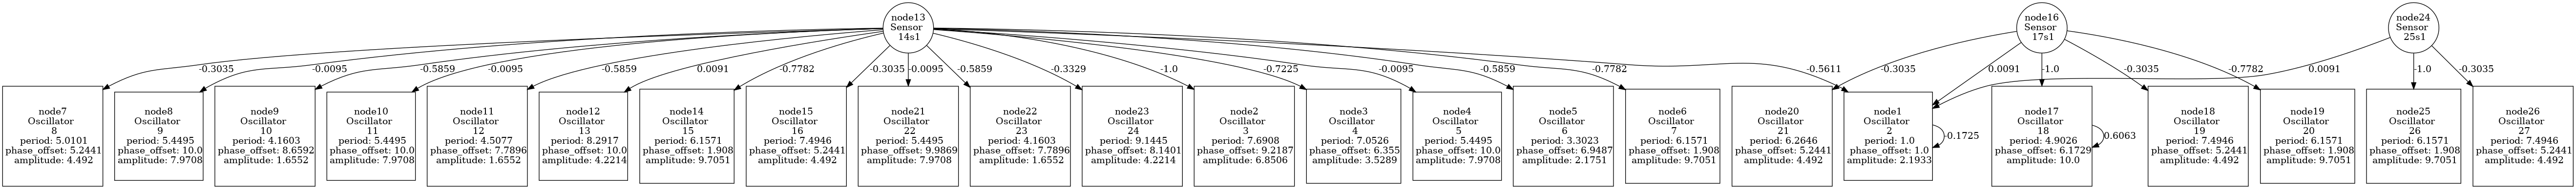 node13
Sensor
14s1
node16
Sensor
17s1
node24
Sensor
25s1
-0.3035
-0.0095
-0.5859
-0.0095
-0.5859
0.0091
-0.7782
-0.3035
-0.0095
-0.5859
-0.3329
-1.0
-0.7225
-0.0095
-0.5859
-0.7782
-0.5611
-0.3035
0.0091
-1.0
-0.3035
-0.7782
0.0091
-1.0
-0.3035
node7
Oscillator
8
period: 5.0101
phase_offset: 5.2441
amplitude: 4.492
node8
Oscillator
9
period: 5.4495
phase_offset: 10.0
amplitude: 7.9708
node9
Oscillator
10
period: 4.1603
phase_offset: 8.6592
amplitude: 1.6552
node10
Oscillator
11
period: 5.4495
phase_offset: 10.0
amplitude: 7.9708
node11
Oscillator
12
period: 4.5077
phase_offset: 7.7896
amplitude: 1.6552
node12
Oscillator
13
period: 8.2917
phase_offset: 10.0
amplitude: 4.2214
node14
Oscillator
15
period: 6.1571
phase_offset: 1.908
amplitude: 9.7051
node15
Oscillator
16
period: 7.4946
phase_offset: 5.2441
amplitude: 4.492
node21
Oscillator
22
period: 5.4495
phase_offset: 9.9869
amplitude: 7.9708
node22
Oscillator
23
period: 4.1603
phase_offset: 7.7896
amplitude: 1.6552
node23
Oscillator
24
period: 9.1445
phase_offset: 8.1401
amplitude: 4.2214
node2
Oscillator
3
period: 7.6908
phase_offset: 9.2187
amplitude: 6.8506
node3
Oscillator
4
period: 7.0526
phase_offset: 6.355
amplitude: 3.5289
node4
Oscillator
5
period: 5.4495
phase_offset: 10.0
amplitude: 7.9708
node5
Oscillator
6
period: 3.3023
phase_offset: 6.9487
amplitude: 2.1751
node6
Oscillator
7
period: 6.1571
phase_offset: 1.908
amplitude: 9.7051
node20
Oscillator
21
period: 6.2646
phase_offset: 5.2441
amplitude: 4.492
node1
Oscillator
2
period: 1.0
phase_offset: 1.0
amplitude: 2.1933
-0.1725
node17
Oscillator
18
period: 4.9026
phase_offset: 6.1729
amplitude: 10.0
0.6063
node18
Oscillator
19
period: 7.4946
phase_offset: 5.2441
amplitude: 4.492
node19
Oscillator
20
period: 6.1571
phase_offset: 1.908
amplitude: 9.7051
node25
Oscillator
26
period: 6.1571
phase_offset: 1.908
amplitude: 9.7051
node26
Oscillator
27
period: 7.4946
phase_offset: 5.2441
amplitude: 4.492